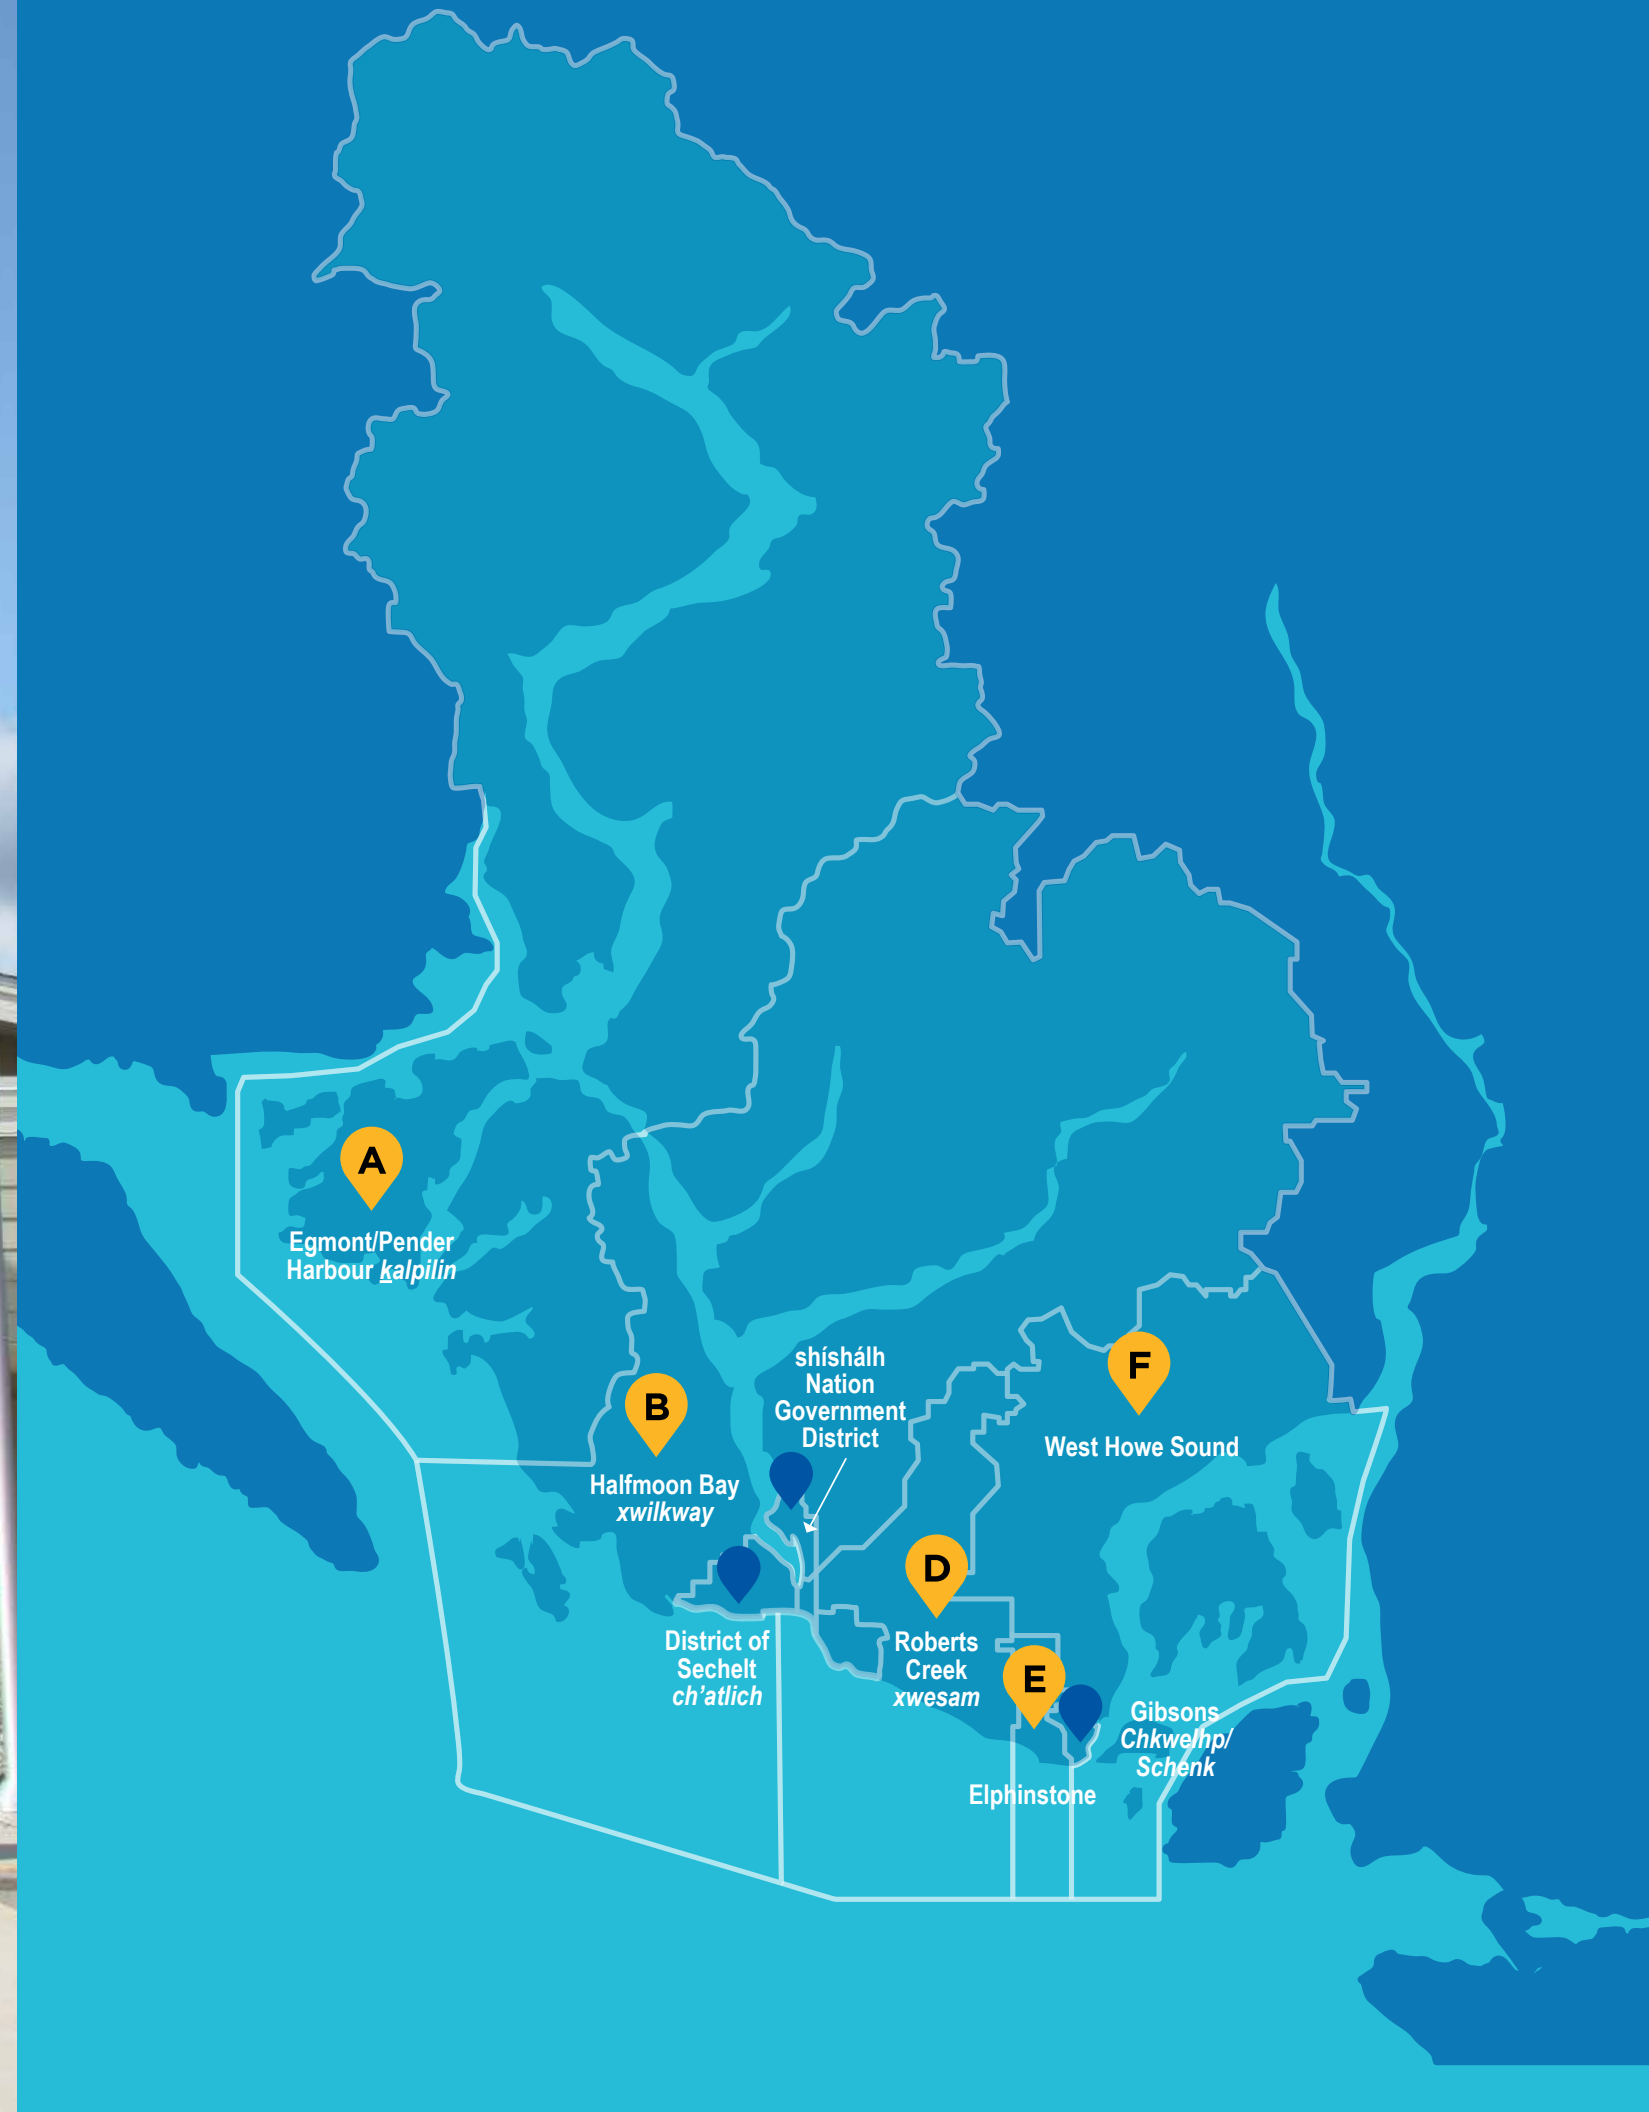 A
Egmont/Pender
Harbour kalpilin
B
Halfmoon Bay
xwilkway
shíshálh
Nation
Government
District
F
West Howe Sound
District of
Sechelt
ch'atlich
D
Roberts
Creek
xwesam
E
Elphinstone
Gibsons
Chkwelhp/
Schenk